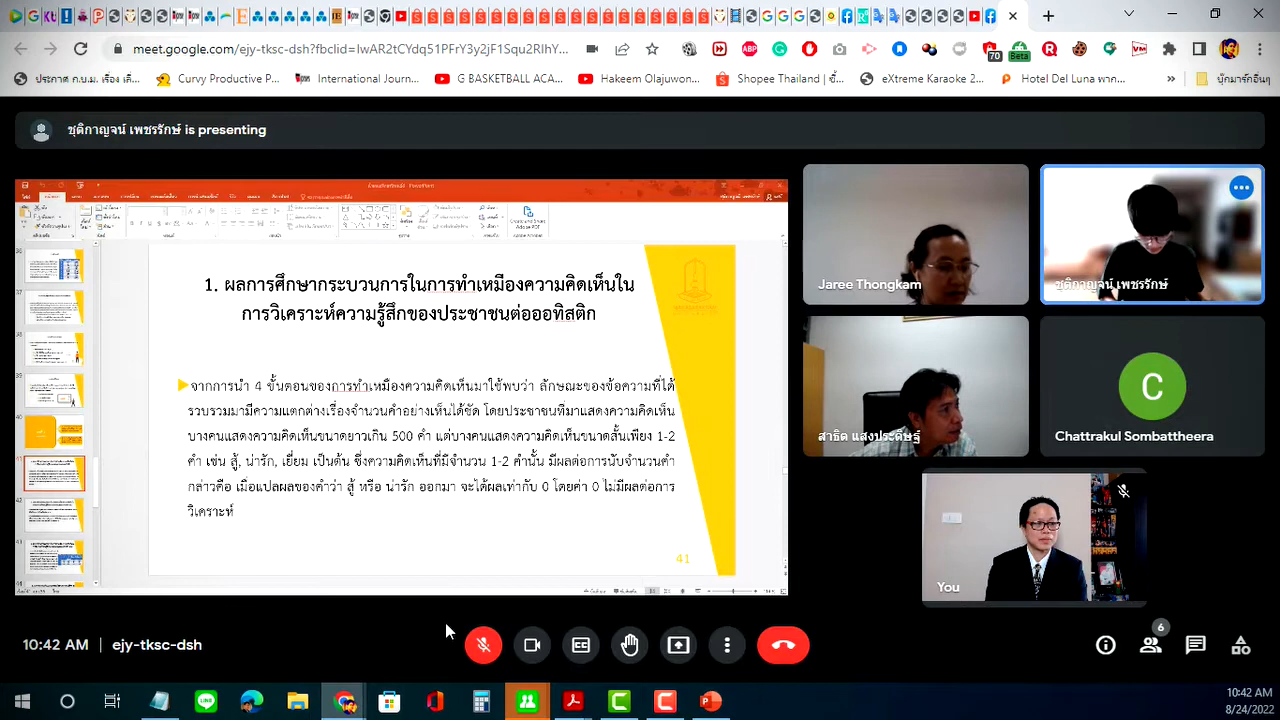 meet.google.com/ejy-tksc-dsh?fbclid=IwAR2tCYdq51PFrY3y2jF1Squ2RIhY...
ABP
70
Beta
VM
Curvy Productive P...
International Journ...
G BASKETBALL ACA...
Hakeem Olajuwon...
Shopee Thailand | ซื้...
eXtreme Karaoke 2...
Hotel Del Luna พาก...
»
บุ๊กมาร์กอื่นๆ
ชุติกาญจน์ เพชรรักษ์ is presenting
1. ผลการศึกษากระบวนการในการทำเหมืองความคิดเห็นใน
การวิเคราะห์ความรู้สึกของประชาชนต่อออทิสติก
จากการนำ 4 ขั้นตอนของการทำเหมืองความคิดเห็นมาใช้พบว่า ลักษณะของข้อความที่ได้
รวบรวมมามีความแตกต่างเรื่องจำนวนคำอย่างเห็นได้ชัด โดยประชาชนที่มาแสดงความคิดเห็น
บางคนแสดงความคิดเห็นขนาดยาวเกิน 500 คำ แต่บางคนแสดงความคิดเห็นขนาดสั้นเพียง 1-2
คำ เช่น สู้, น่ารัก, เยี่ยม เป็นต้น ซึ่งความคิดเห็นที่มีจำนวน 1-2 คำนั้น มีผลต่อการนับจำนวนคำ
กล่าวคือ เมื่อแปลผลของคำว่า สู้ หรือ น่ารัก ออกมา จะได้ผลเท่ากับ 0 โดยค่า 0 ไม่มีผลต่อการ
วิเคราะห์
41
Jaree Thongkam
ชุติกาญจน์ เพชรรักษ์
สาธิต แสงประดิษฐ์
C
Chattrakul Sombattheera
You
10:42 AM | ejy-tksc-dsh
6
10:42 AM
8/24/2022